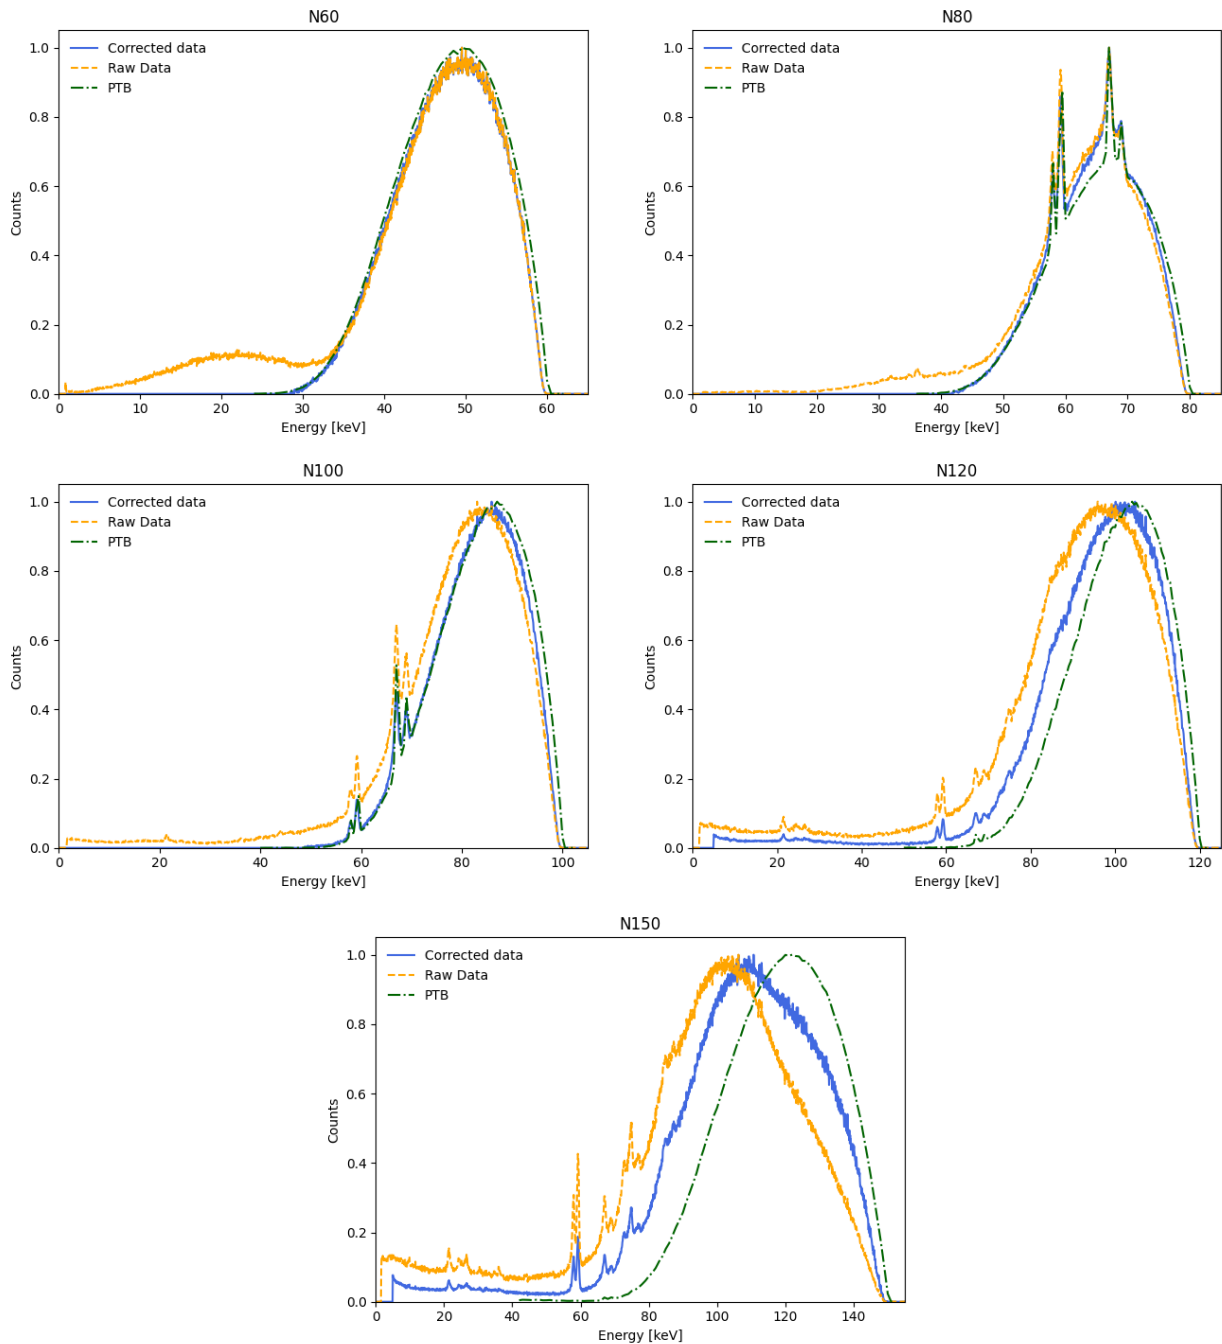 N60
Corrected data
Raw Data
PTB
Counts
1.0
0.8
0.6
0.4
0.2
0.0
0 10 20 30 40 50 60
Energy [keV]
N80
Corrected data
Raw Data
PTB
Counts
1.0
0.8
0.6
0.4
0.2
0.0
0 10 20 30 40 50 60 70 80
Energy [keV]
N100
Corrected data
Raw Data
PTB
Counts
1.0
0.8
0.6
0.4
0.2
0.0
0 20 40 60 80 100
Energy [keV]
N120
Corrected data
Raw Data
PTB
Counts
1.0
0.8
0.6
0.4
0.2
0.0
0 20 40 60 80 100 120
Energy [keV]
N150
Corrected data
Raw Data
PTB
Counts
1.0
0.8
0.6
0.4
0.2
0.0
0 20 40 60 80 100 120 140
Energy [keV]